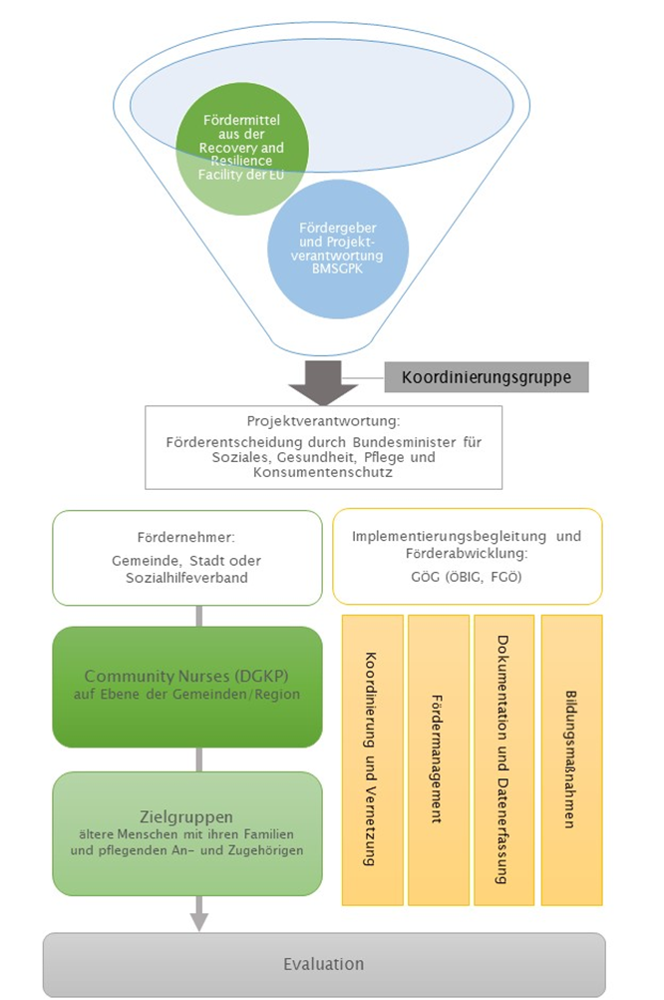 Fördermittel
aus der
Recovery and
Resilience
Facility der EU
Fördergeber
und Projekt-
verantwortung
BMSGPK
Koordinierungsgruppe
Projektverantwortung:
Förderentscheidung durch Bundesminister für
Soziales, Gesundheit, Pflege und
Konsumentenschutz
Fördernehmer:
Gemeinde, Stadt oder
Sozialhilfeverband
Implementierungsbegleitung und
Förderabwicklung:
GÖG (ÖBIG, FGÖ)
Community Nurses (DGKP)
auf Ebene der Gemeinden/Region
Zielgruppen
ältere Menschen mit ihren Familien
und pflegenden An- und Zugehörigen
Koordinierung und Vernetzung
Fördermanagement
Dokumentation und Datenerfassung
Bildungsmaßnahmen
Evaluation